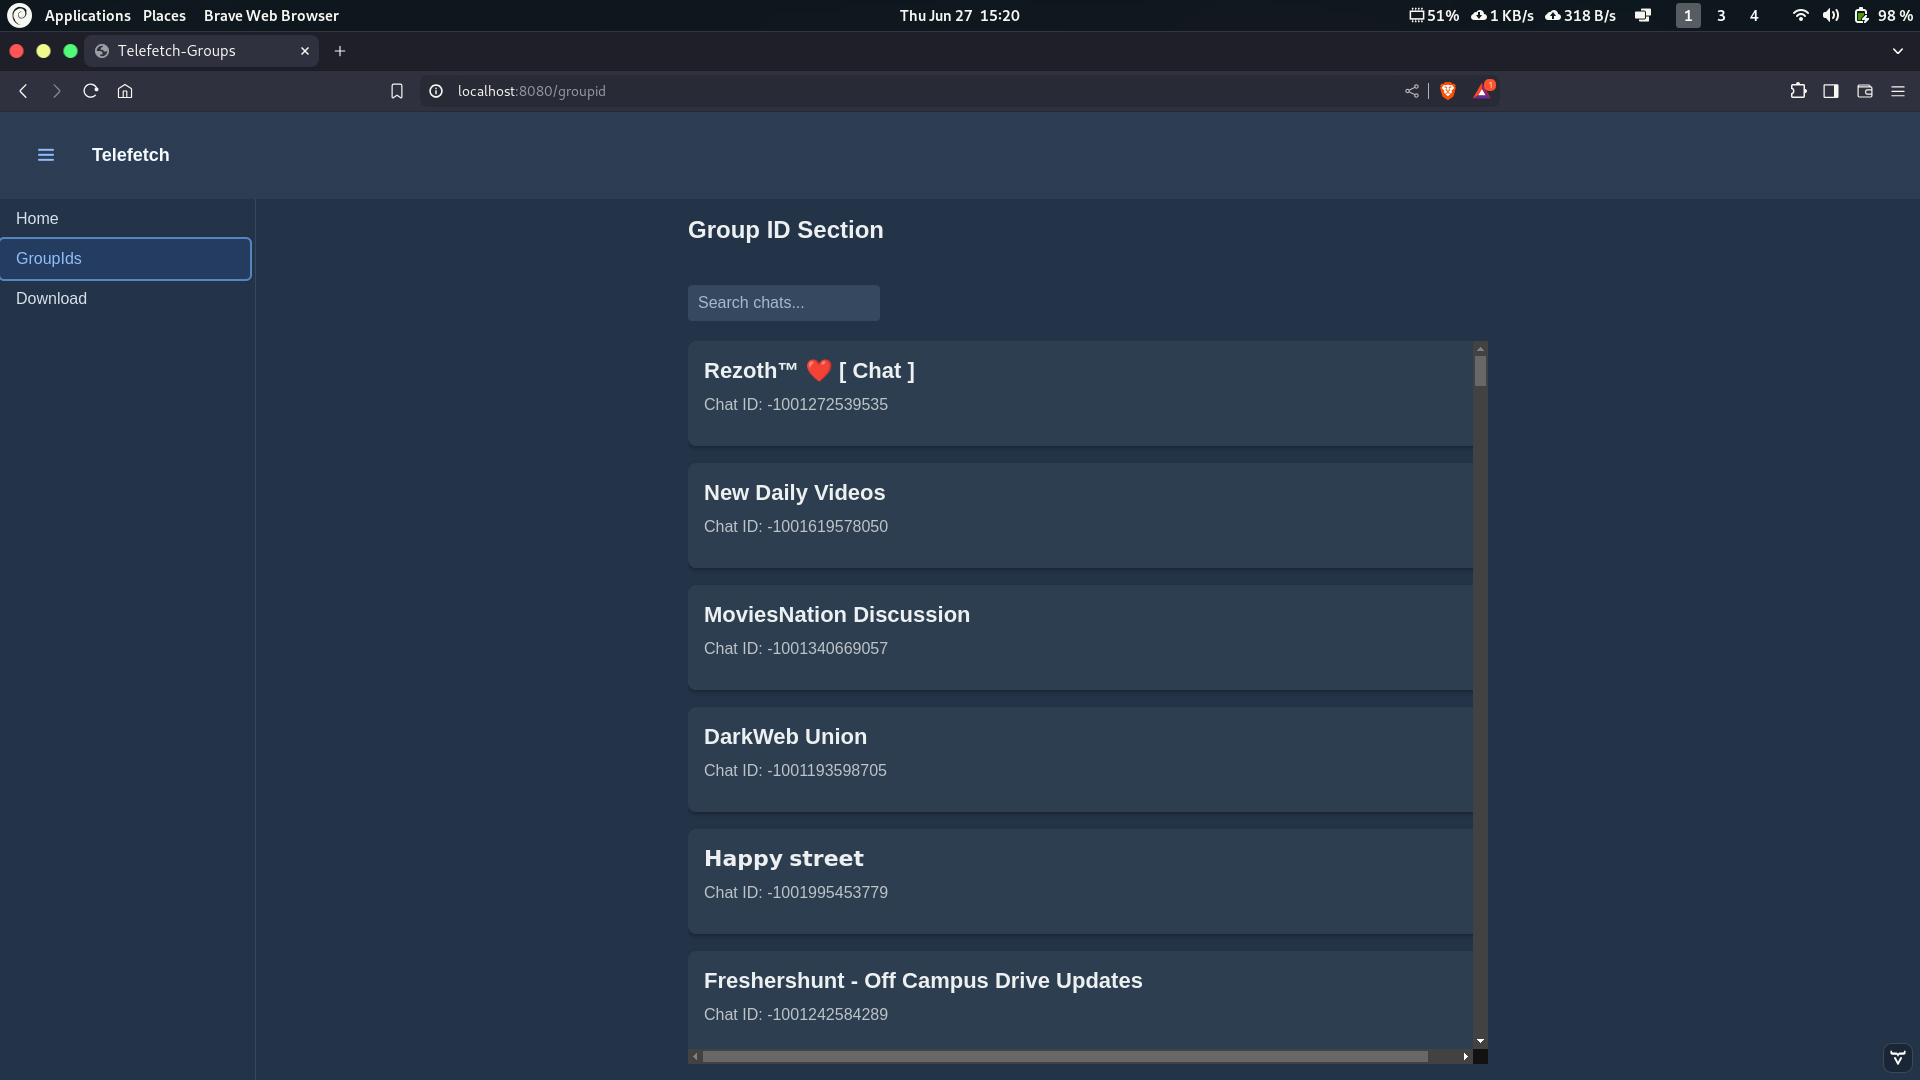 Applications Places Brave Web Browser Thu Jun 27 15:20 51% 1 KB/s 318 B/s 1 3 4 98 %
Telefetch-Groups
localhost:8080/groupid 1
Telefetch
Home
GroupIds
Download
Group ID Section
Search chats...
Rezoth™ ❤️ [ Chat ]
Chat ID: -1001272539535
New Daily Videos
Chat ID: -1001619578050
MoviesNation Discussion
Chat ID: -1001340669057
DarkWeb Union
Chat ID: -1001193598705
Happy street
Chat ID: -1001995453779
Freshershunt - Off Campus Drive Updates
Chat ID: -1001242584289